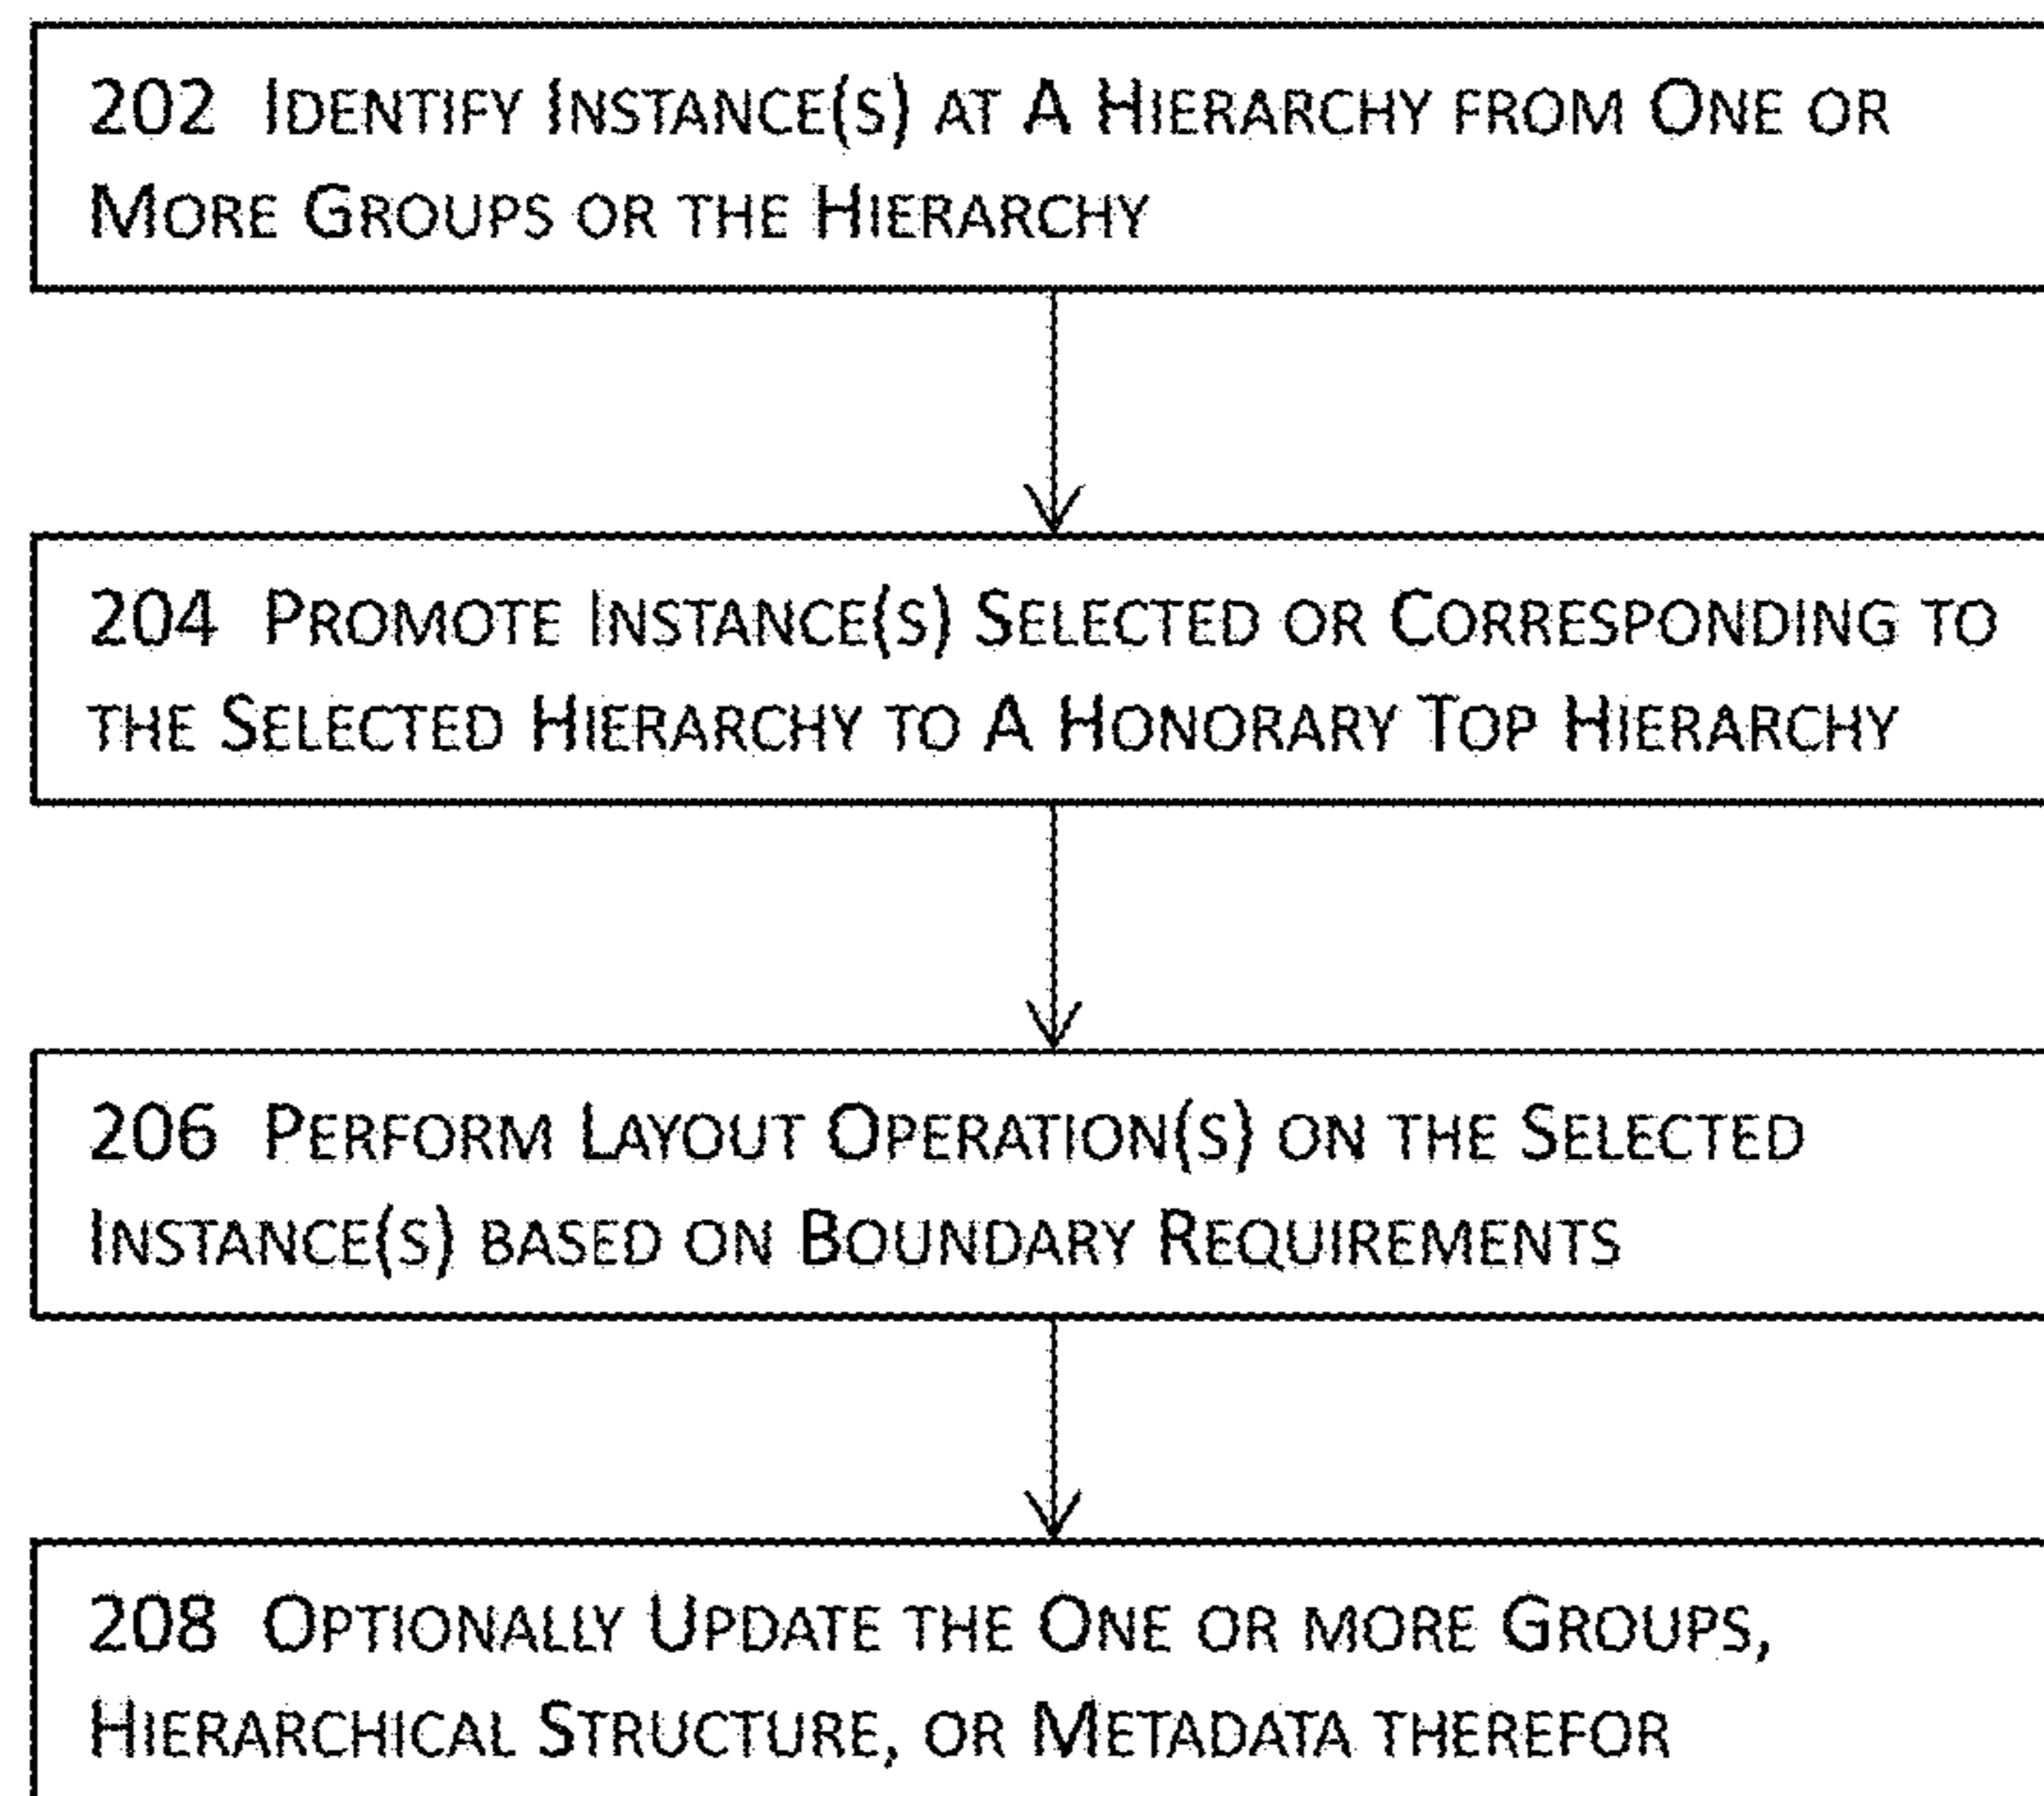 202 Identify Instance(s) at A Hierarchy from One or
More Groups or the Hierarchy
204 Promote Instance(s) Selected or Corresponding to
the Selected Hierarchy to A Honorary Top Hierarchy
206 Perform Layout Operation(s) on the Selected
Instance(s) based on Boundary Requirements
208 Optionally Update the One or more Groups,
Hierarchical Structure, or Metadata therefor